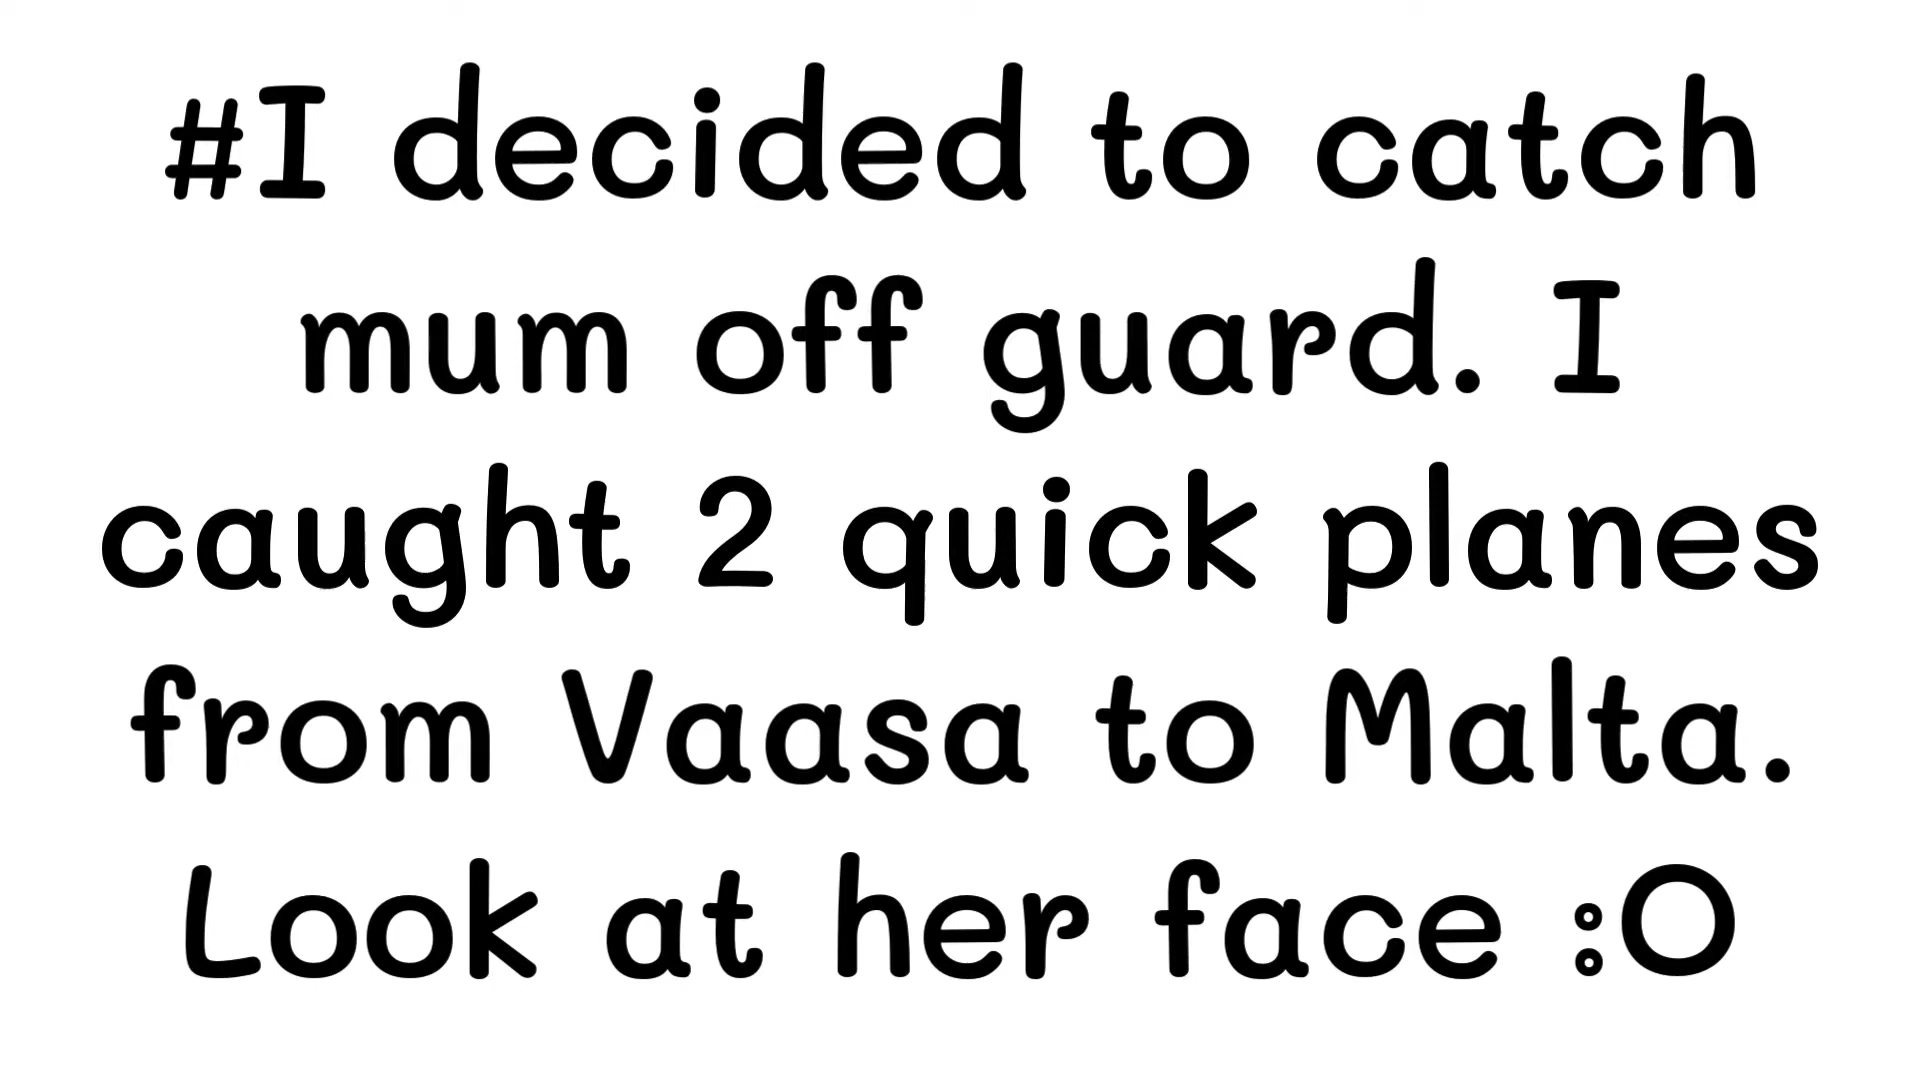 #I decided to catch
mum off guard. I
caught 2 quick planes
from Vaasa to Malta.
Look at her face :O